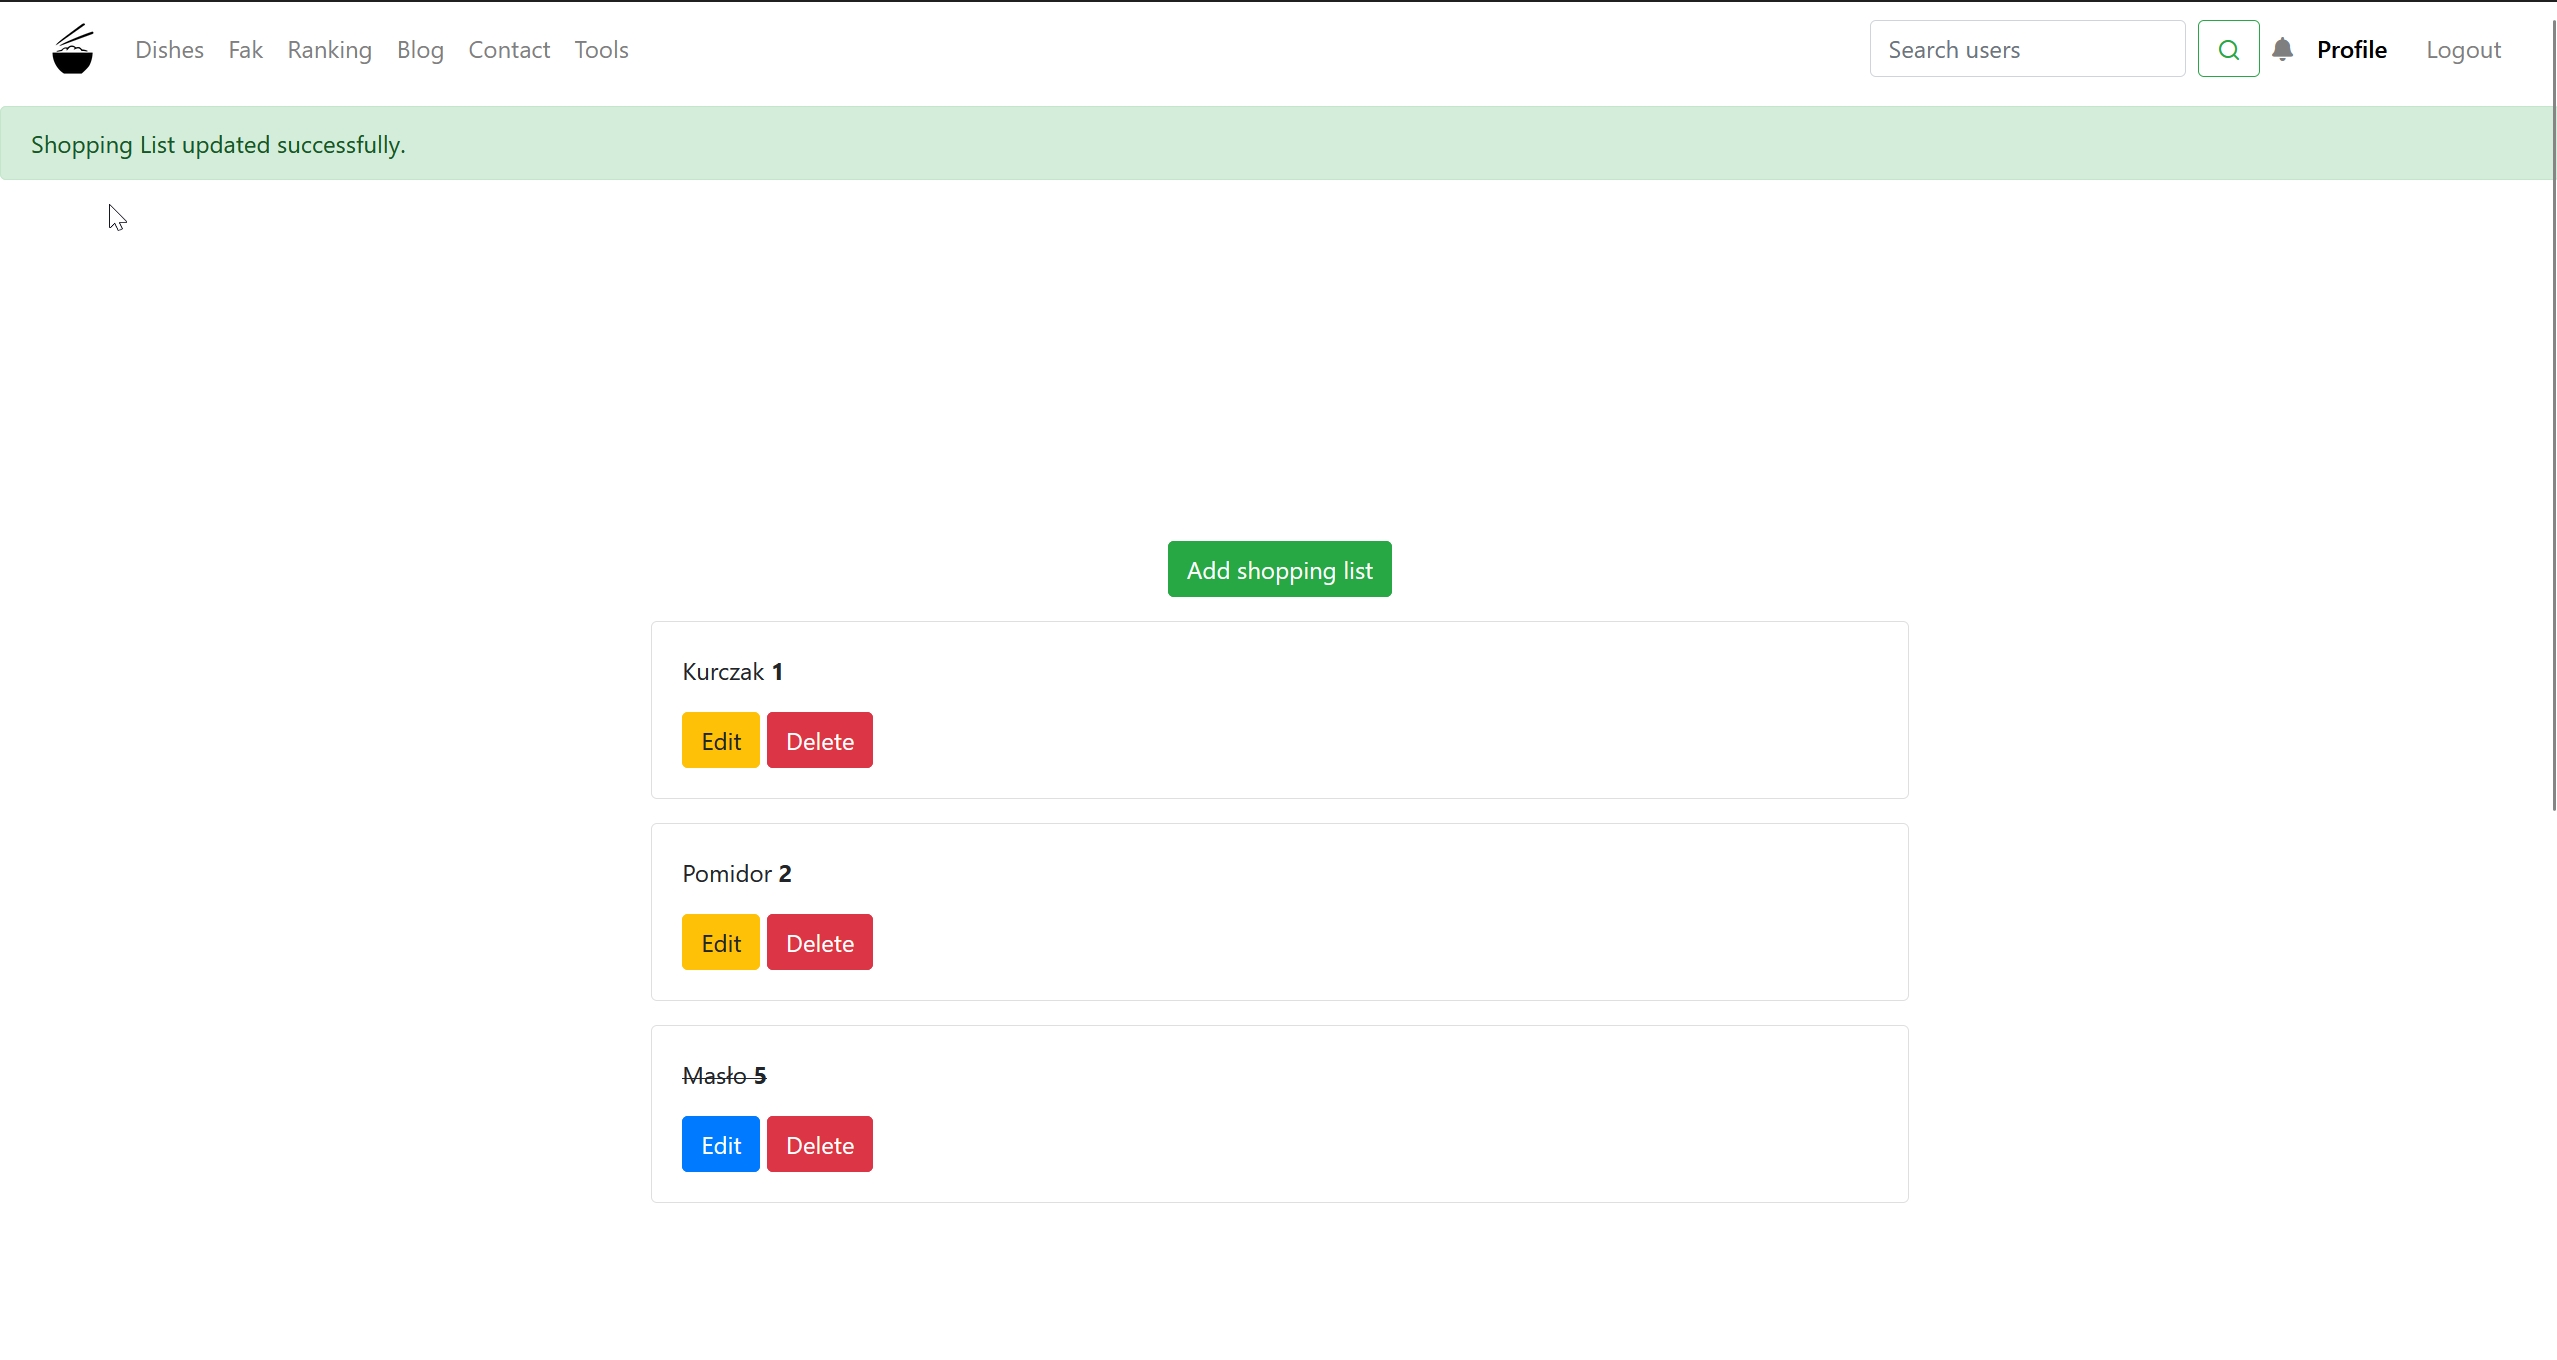 Dishes Fak Ranking Blog Contact Tools Search users Profile Logout
Shopping List updated successfully.
Add shopping list
Kurczak 1
Edit Delete
Pomidor 2
Edit Delete
Masło 5
Edit Delete